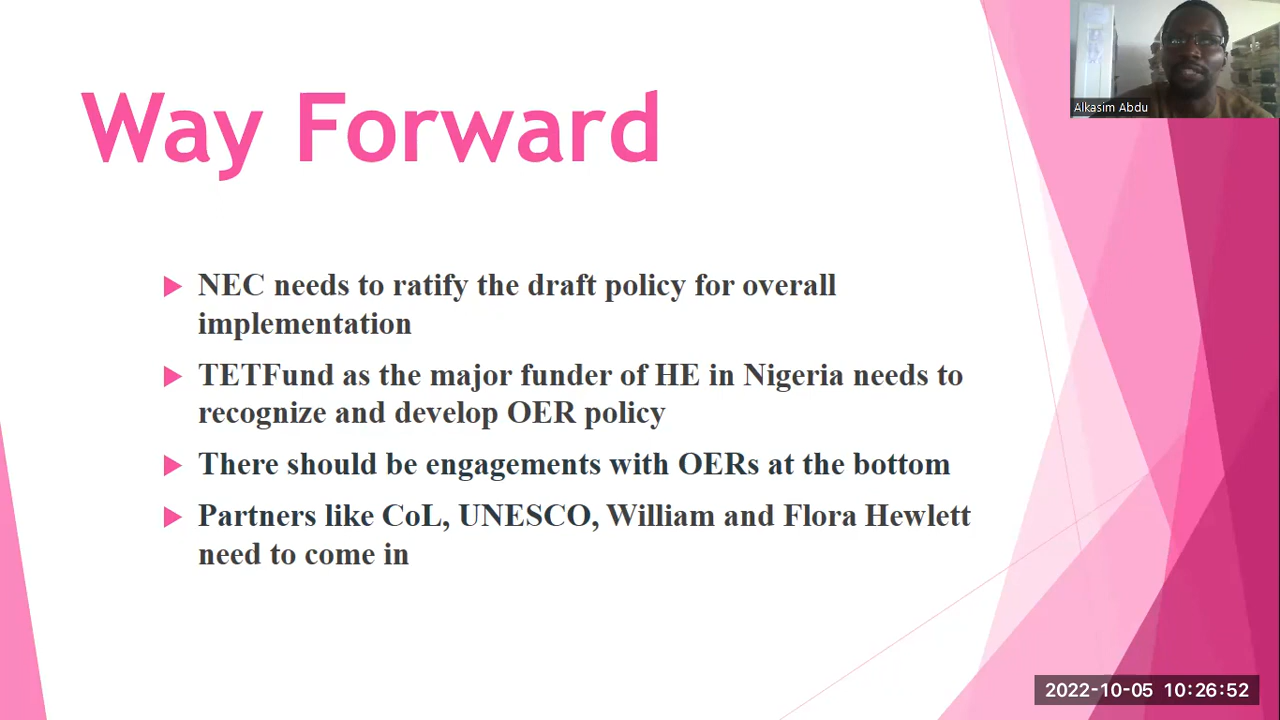 Way Forward
NEC needs to ratify the draft policy for overall
implementation
TETFund as the major funder of HE in Nigeria needs to
recognize and develop OER policy
There should be engagements with OERs at the bottom
Partners like CoL, UNESCO, William and Flora Hewlett
need to come in
Alkasim Abdu
2022-10-05 10:26:52